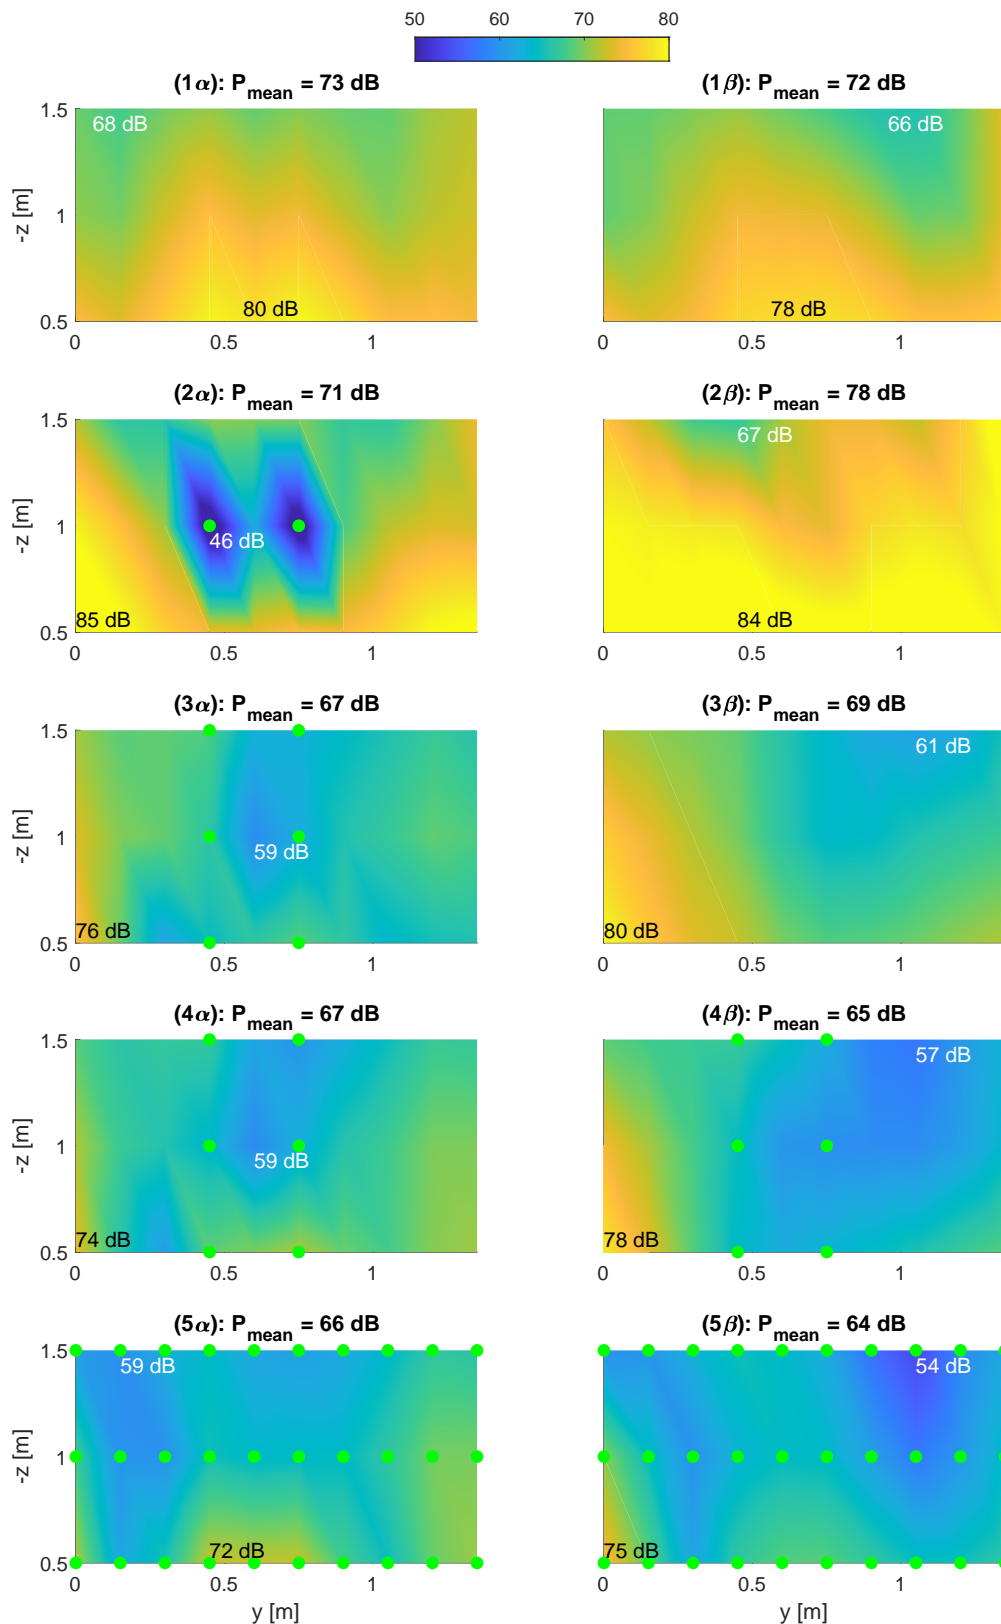 50 60 70 80
(1α): Pmean = 73 dB
(1β): Pmean = 72 dB
1.5
68 dB
66 dB
-z [m]
1
80 dB
78 dB
0.5
0 0.5 1
0 0.5 1
(2α): Pmean = 71 dB
(2β): Pmean = 78 dB
1.5
67 dB
-z [m]
1
46 dB
85 dB
84 dB
0.5
0 0.5 1
0 0.5 1
(3α): Pmean = 67 dB
(3β): Pmean = 69 dB
1.5
61 dB
-z [m]
1
59 dB
76 dB
80 dB
0.5
0 0.5 1
0 0.5 1
(4α): Pmean = 67 dB
(4β): Pmean = 65 dB
1.5
57 dB
-z [m]
1
59 dB
74 dB
78 dB
0.5
0 0.5 1
0 0.5 1
(5α): Pmean = 66 dB
(5β): Pmean = 64 dB
1.5
59 dB
54 dB
-z [m]
1
72 dB
75 dB
0.5
0 0.5 1
0 0.5 1
y [m]
y [m]